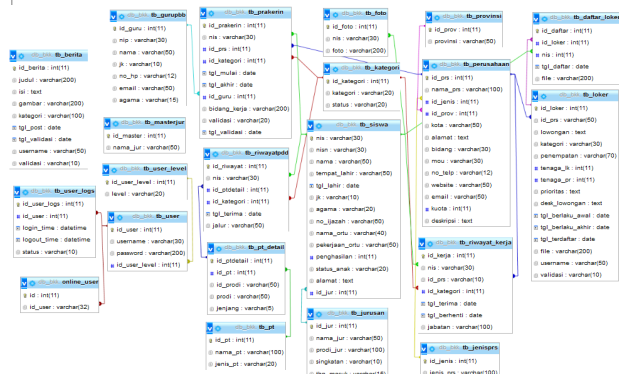 tb_gurupbb
id_guru : int(11)
nip : varchar(30)
nama : varchar(50)
jk : varchar(10)
no_hp : varchar(12)
email : varchar(50)
agama : varchar(15)
tb_prakerin
id_prakerin : int(11)
nis : varchar(30)
id_prs : int(11)
id_kategori : int(11)
tgl_mulai : date
tgl_akhir : date
id_guru : int(11)
bidang_kerja : varchar(200)
validasi : varchar(20)
tgl_validasi : date
tb_foto
id_foto : int(11)
nis : varchar(30)
foto : varchar(200)
tb_provinsi
id_prov : int(11)
provinsi : varchar(50)
tb_daftar_loker
id_daftar : int(11)
id_loker : int(11)
nis : int(11)
tgl_daftar : date
file : varchar(200)
tb_berita
id_berita : int(11)
judul : varchar(200)
isi : text
gambar : varchar(200)
kategori : varchar(100)
tgl_post : date
tgl_validasi : date
username : varchar(50)
validasi : varchar(10)
tb_kategori
id_kategori : int(11)
kategori : varchar(20)
status : varchar(20)
tb_perusahaan
id_prs : int(11)
nama_prs : varchar(100)
id_jenis : int(11)
id_prov : int(11)
kota : varchar(50)
alamat : text
bidang : varchar(30)
mou : varchar(30)
no_telp : varchar(12)
website : varchar(50)
email : varchar(50)
kuota : int(11)
deskripsi : text
tb_loker
id_loker : int(11)
id_prs : varchar(50)
lowongan : text
kategori : varchar(30)
penempatan : varchar(70)
tenaga_lk : int(11)
tenaga_pr : int(11)
prioritas : text
desk_lowongan : text
tgl_berlaku_awal : date
tgl_berlaku_akhir : date
tgl_terdaftar : date
file : varchar(200)
username : varchar(50)
validasi : varchar(10)
tb_masterjur
id_master : int(11)
nama_jur : varchar(50)
tb_siswa
nis : varchar(30)
nisn : varchar(30)
nama : varchar(50)
tempat_lahir : varchar(50)
tgl_lahir : date
jk : varchar(10)
agama : varchar(20)
no_ijazah : varchar(50)
nama_ortu : varchar(40)
pekerjaan_ortu : varchar(50)
penghasilan : int(11)
status_anak : varchar(20)
alamat : text
id_jur : int(11)
tb_riwayatpdd
id_riwayat : int(11)
nis : varchar(30)
id_ptdetail : int(11)
id_kategori : int(11)
tgl_terima : date
jalur : varchar(50)
tb_user_level
id_user_level : int(11)
level : varchar(20)
tb_user_logs
id_user_logs : int(11)
id_user : int(11)
login_time : datetime
logout_time : datetime
status : varchar(10)
tb_user
id_user : int(11)
username : varchar(30)
password : varchar(200)
id_user_level : int(11)
tb_pt_detail
id_ptdetail : int(11)
id_pt : int(11)
id_prodi : varchar(50)
prodi : varchar(50)
jenjang : varchar(5)
tb_riwayat_kerja
id_kerja : int(11)
nis : varchar(30)
id_prs : varchar(10)
id_kategori : int(11)
tgl_terima : date
tgl_berhenti : date
jabatan : varchar(100)
online_user
id : int(11)
id_user : varchar(32)
tb_pt
id_pt : int(11)
nama_pt : varchar(100)
jenis_pt : varchar(20)
tb_jurusan
id_jur : int(11)
nama_jur : varchar(50)
prodi_jur : varchar(100)
singkatan : varchar(10)
tb_jenisprs
id_jenis : int(11)
jenis_prs : varchar(100)